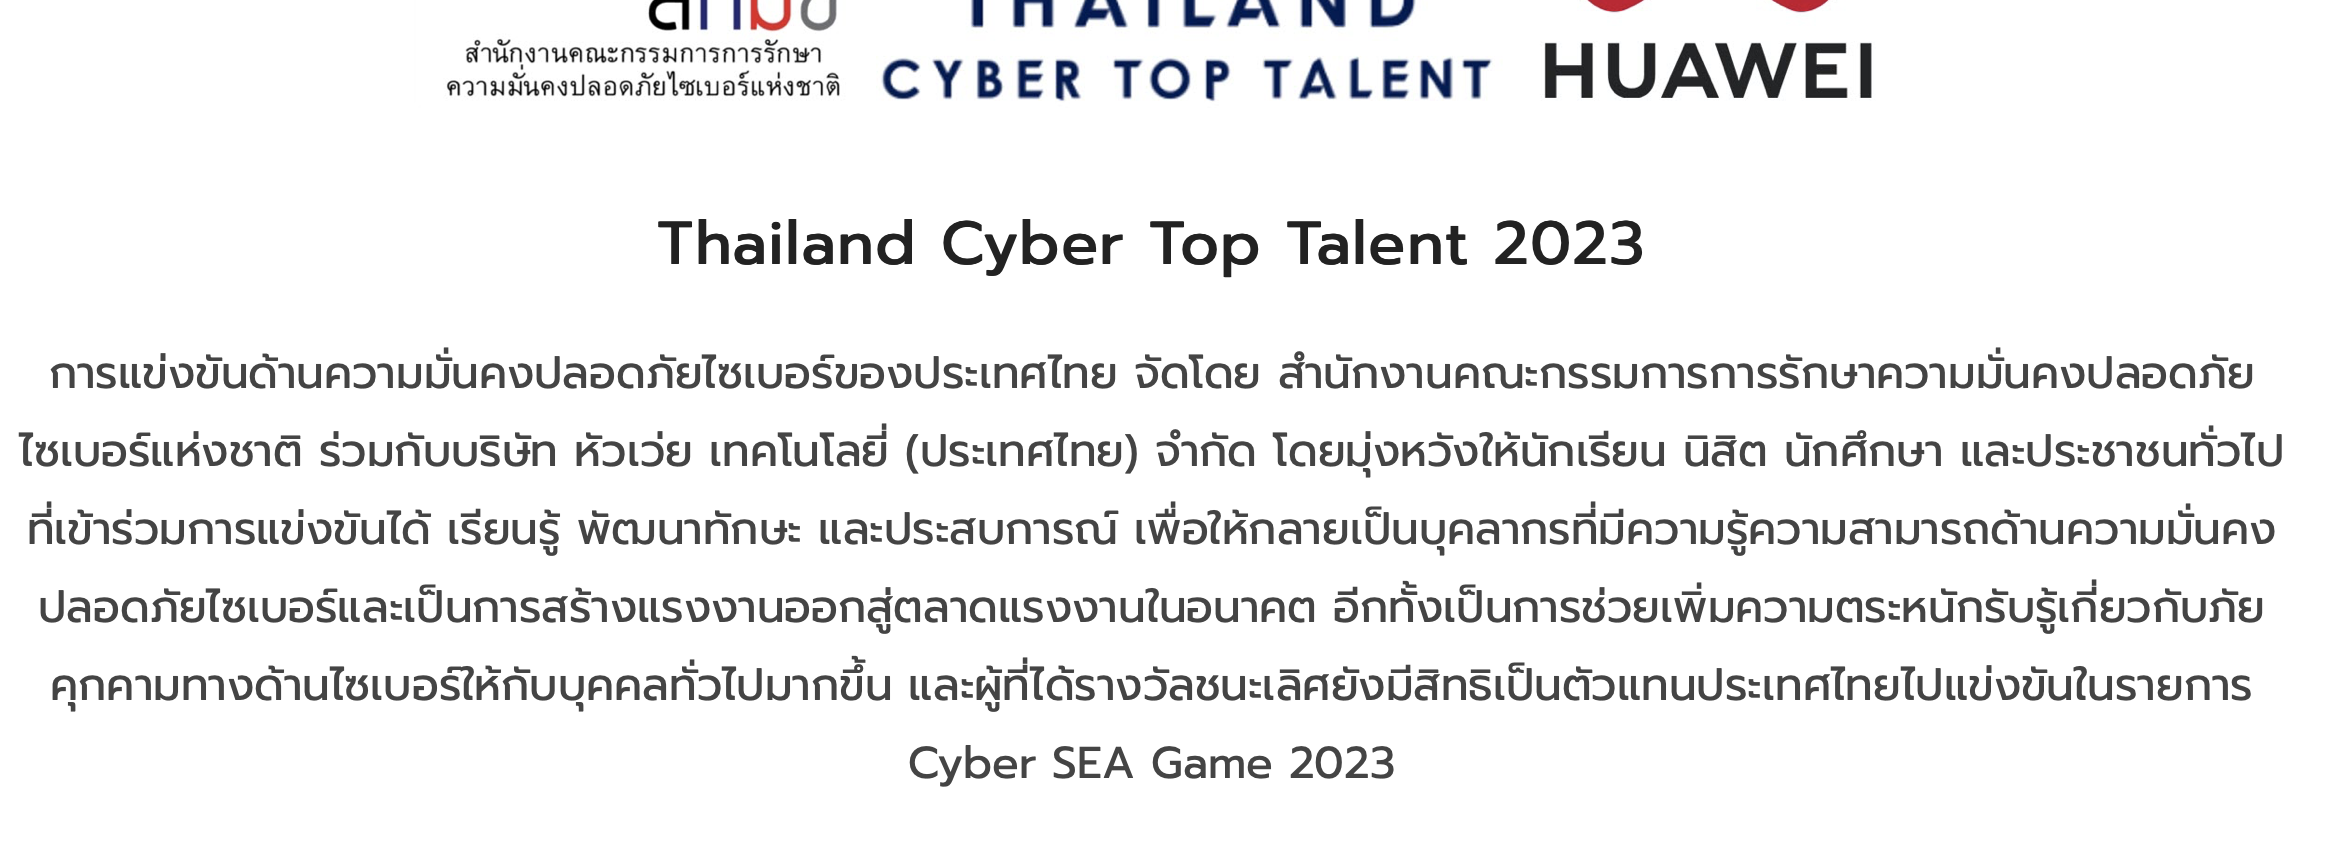 สกมช
สำนักงานคณะกรรมการการรักษา
ความมั่นคงปลอดภัยไซเบอร์แห่งชาติ
THAILAND
CYBER TOP TALENT
HUAWEI
Thailand Cyber Top Talent 2023
การแข่งขันด้านความมั่นคงปลอดภัยไซเบอร์ของประเทศไทย จัดโดย สำนักงานคณะกรรมการการรักษาความมั่นคงปลอดภัย
ไซเบอร์แห่งชาติ ร่วมกับบริษัท หัวเว่ย เทคโนโลยี่ (ประเทศไทย) จำกัด โดยมุ่งหวังให้นักเรียน นิสิต นักศึกษา และประชาชนทั่วไป
ที่เข้าร่วมการแข่งขันได้ เรียนรู้ พัฒนาทักษะ และประสบการณ์ เพื่อให้กลายเป็นบุคลากรที่มีความรู้ความสามารถด้านความมั่นคง
ปลอดภัยไซเบอร์และเป็นการสร้างแรงงานออกสู่ตลาดแรงงานในอนาคต อีกทั้งเป็นการช่วยเพิ่มความตระหนักรับรู้เกี่ยวกับภัย
คุกคามทางด้านไซเบอร์ให้กับบุคคลทั่วไปมากขึ้น และผู้ที่ได้รางวัลชนะเลิศยังมีสิทธิเป็นตัวแทนประเทศไทยไปแข่งขันในรายการ
Cyber SEA Game 2023